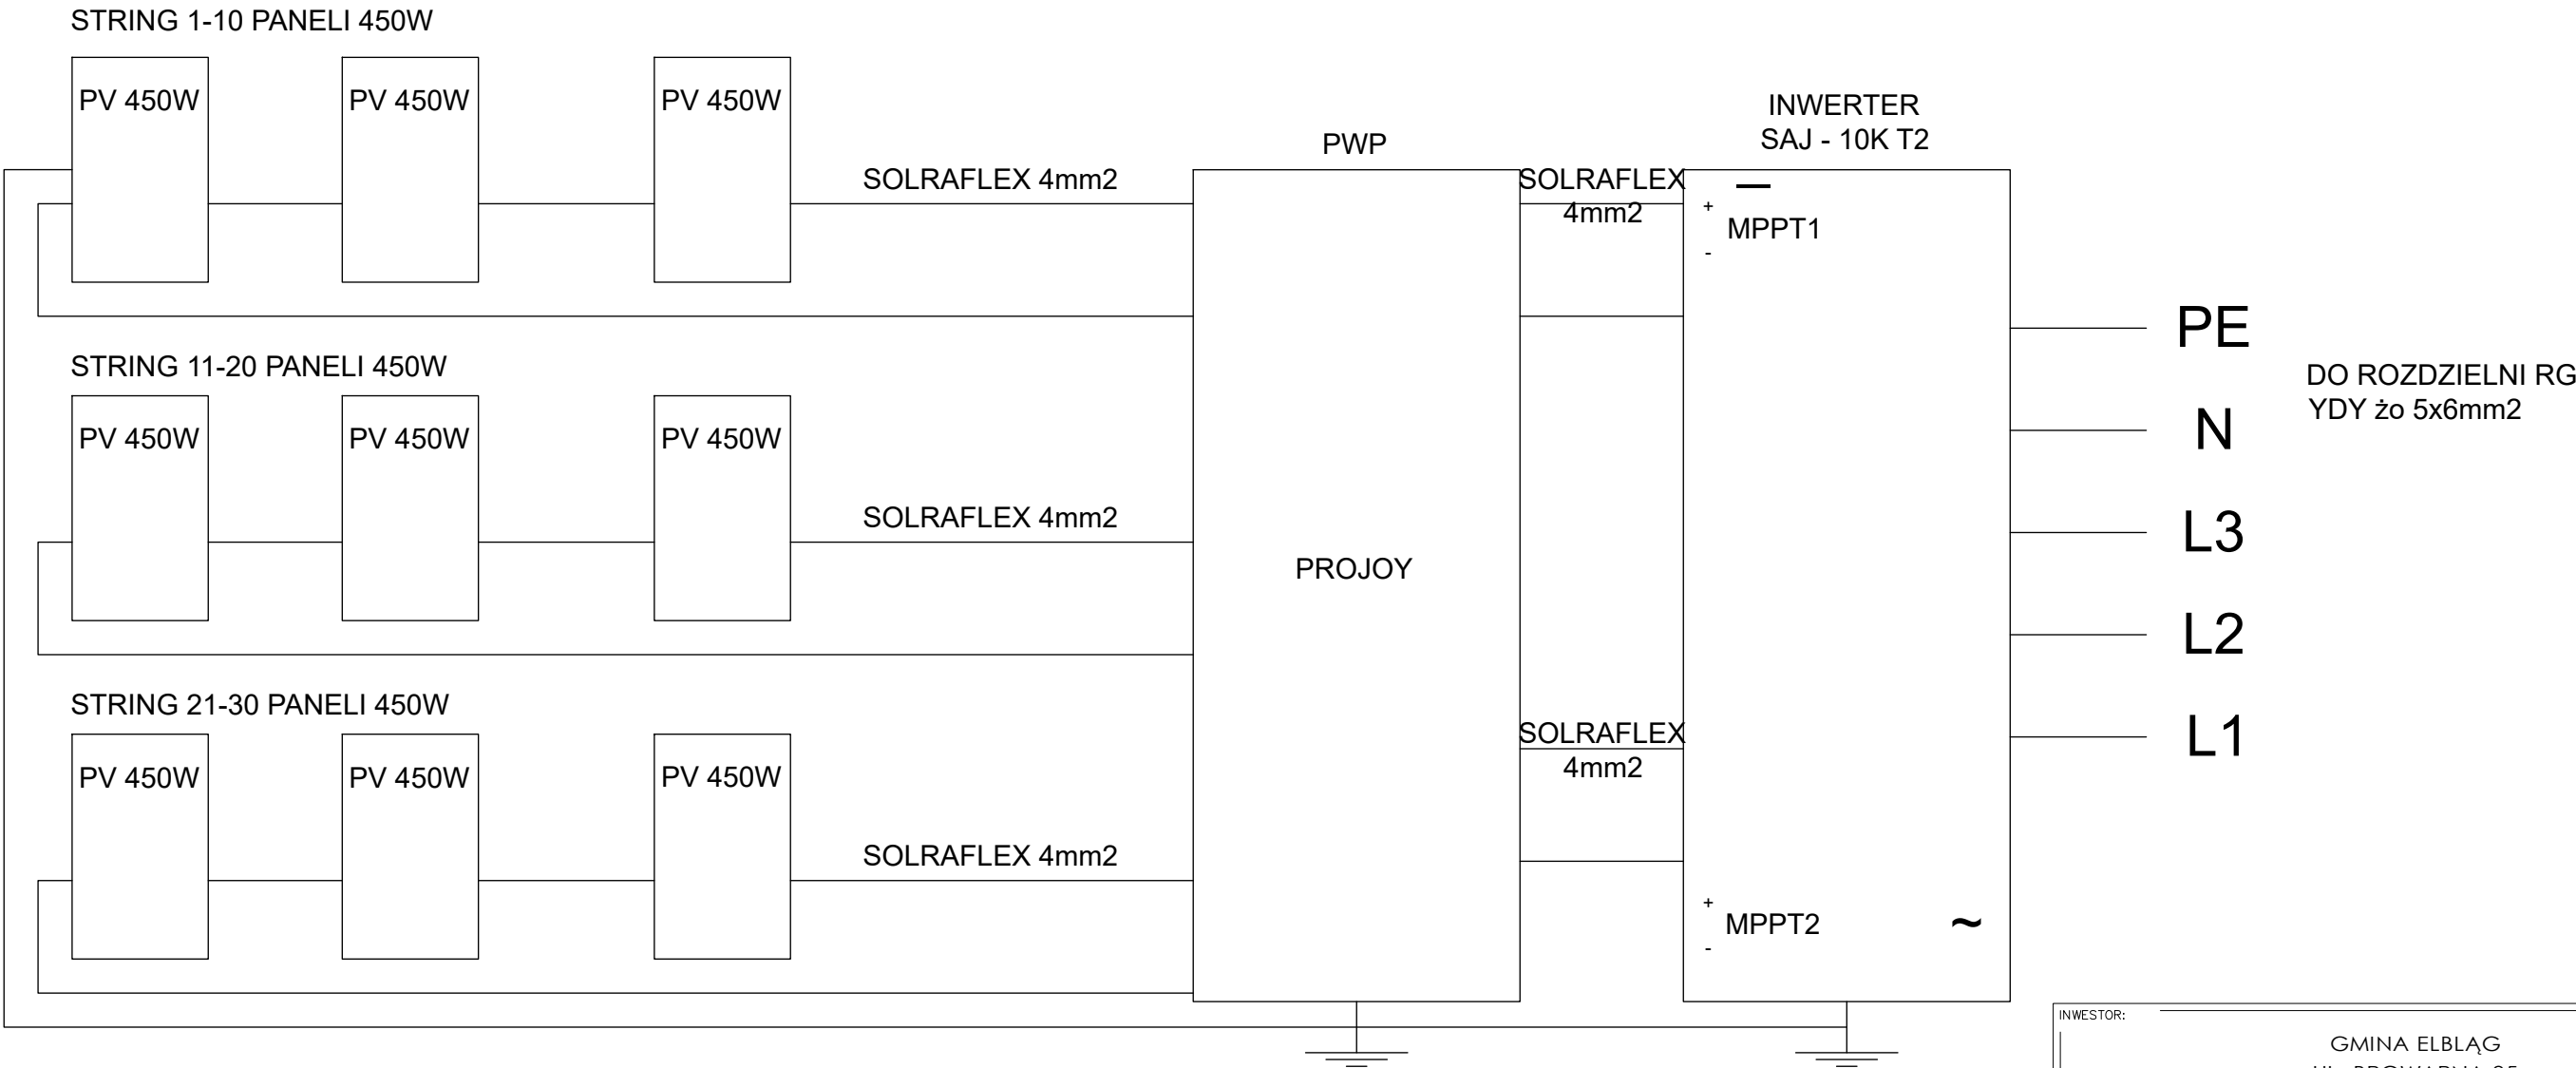 STRING 1-10 PANELI 450W
PV 450W
PV 450W
PV 450W
SOLRAFLEX 4mm2
PWP
SOLRAFLEX
4mm2
INWERTER
SAJ - 10K T2
+
MPPT1
-
PE
DO ROZDZIELNI RG
YDY żo 5x6mm2
N
L3
L2
L1
STRING 11-20 PANELI 450W
PV 450W
PV 450W
PV 450W
SOLRAFLEX 4mm2
PROJOY
STRING 21-30 PANELI 450W
PV 450W
PV 450W
PV 450W
SOLRAFLEX 4mm2
SOLRAFLEX
4mm2
+
MPPT2
-
~
INWESTOR:
GMINA ELBLĄG